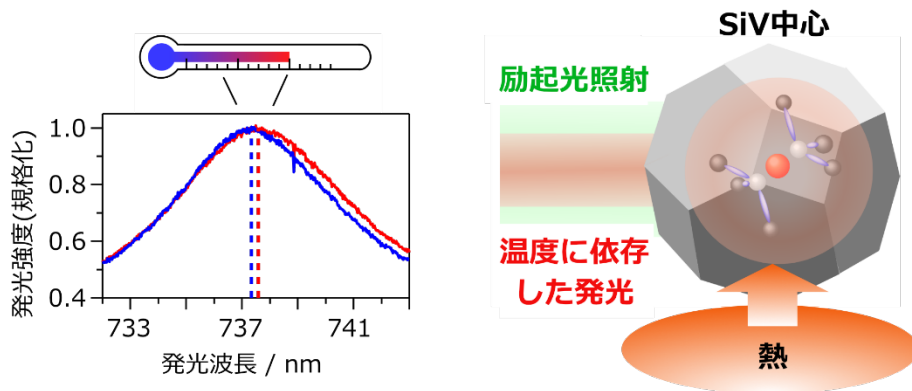 発光強度(規格化)
1.0
0.8
0.6
0.4
733
737
741
発光波長 / nm
SiV中心
励起光照射
温度に依存
した発光
熱